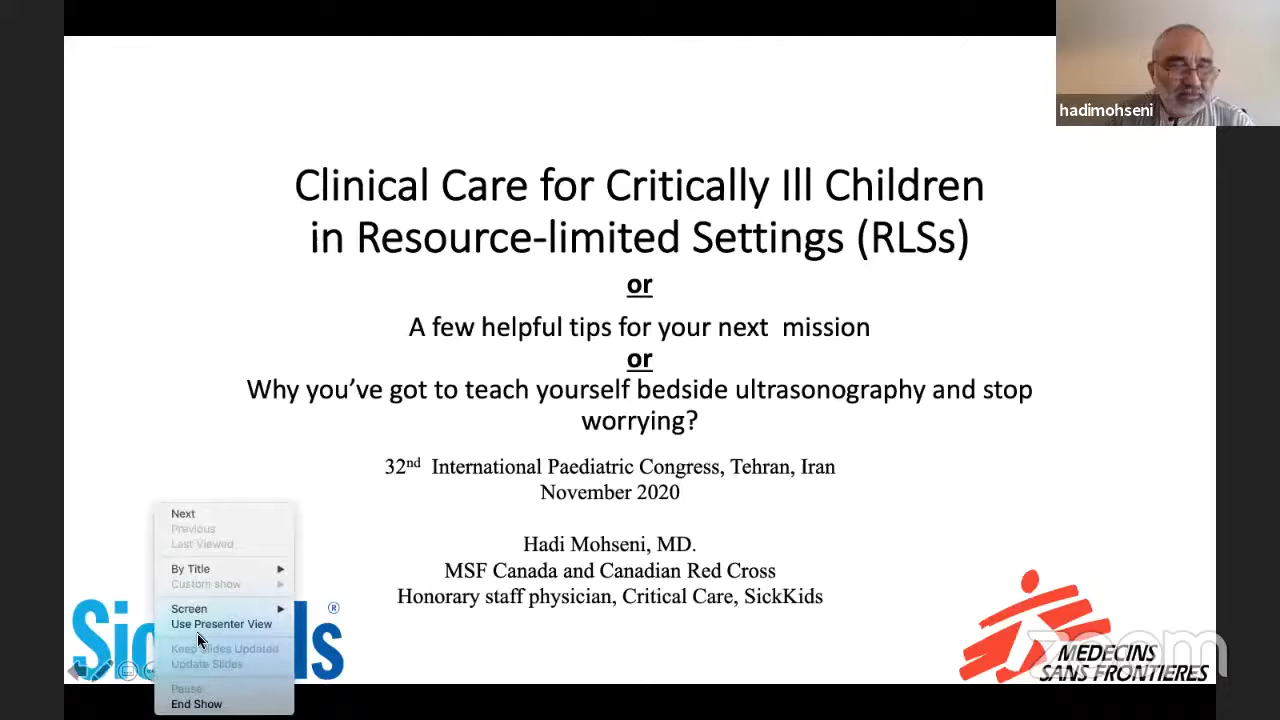 hadimohseni
Clinical Care for Critically Ill Children
in Resource-limited Settings (RLSs)
or
A few helpful tips for your next mission
or
Why you’ve got to teach yourself bedside ultrasonography and stop
worrying?
32nd International Paediatric Congress, Tehran, Iran
November 2020
Hadi Mohseni, MD.
MSF Canada and Canadian Red Cross
Honorary staff physician, Critical Care, SickKids
Next
Previous
Last Viewed
By Title
Custom show
Screen
Use Presenter View
Keep Slides Updated
Update Slides
Pause
End Show
®
zoom
MEDECINS
SANS FRONTIERES